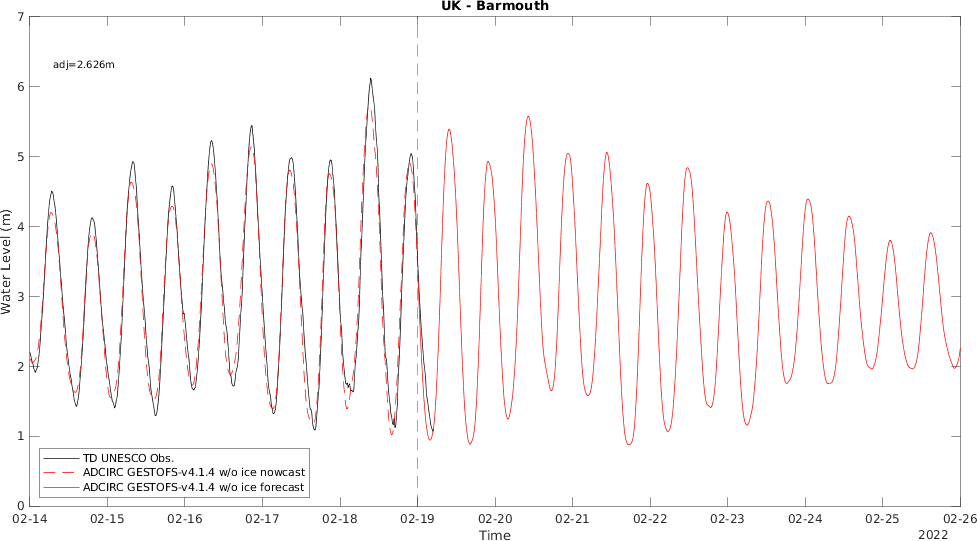 UK - Barmouth
7
6
5
4
3
2
1
0
Water Level (m)
adj=2.626m
TD UNESCO Obs.
ADCIRC GESTOFS-v4.1.4 w/o ice nowcast
ADCIRC GESTOFS-v4.1.4 w/o ice forecast
02-14 02-15 02-16 02-17 02-18 02-19 02-20 02-21 02-22 02-23 02-24 02-25 02-26
Time
2022